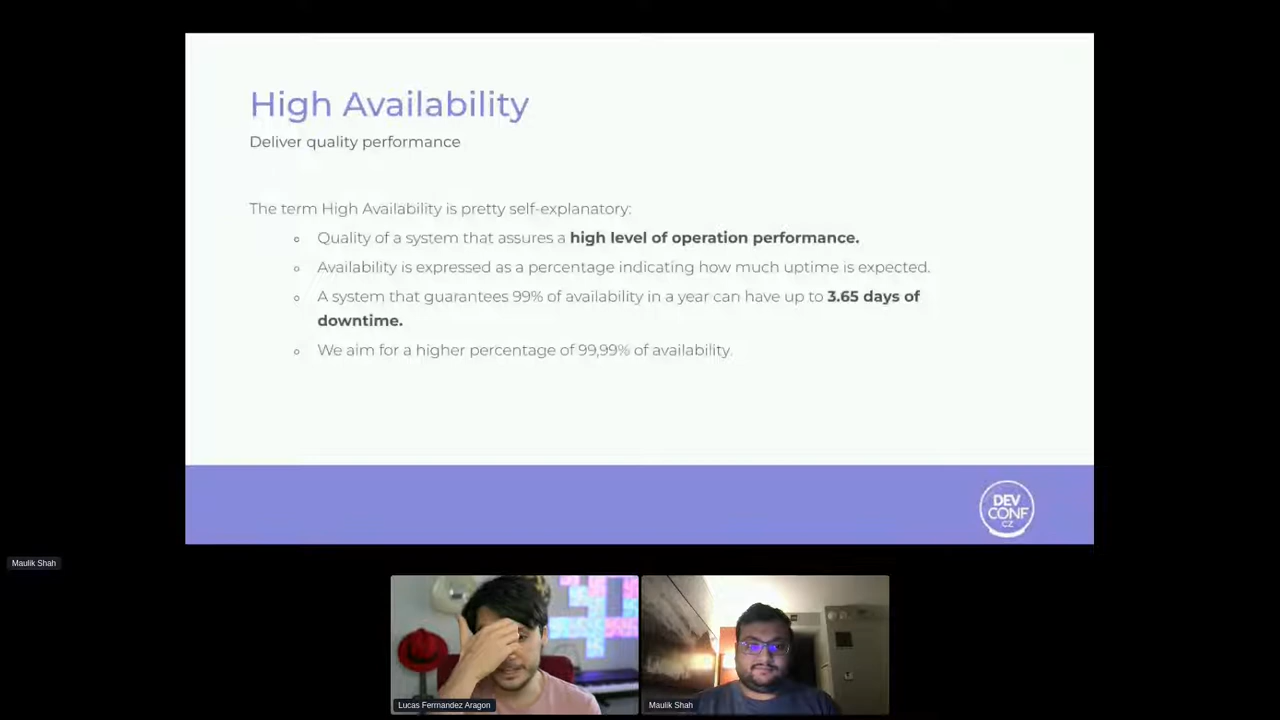 High Availability
Deliver quality performance
The term High Availability is pretty self-explanatory:
Quality of a system that assures a high level of operation performance.
Availability is expressed as a percentage indicating how much uptime is expected.
A system that guarantees 99% of availability in a year can have up to 3.65 days of
downtime.
We aim for a higher percentage of 99,99% of availability.
DEV
CONF
CZ
Maulik Shah
Lucas Fernandez Aragon
Maulik Shah